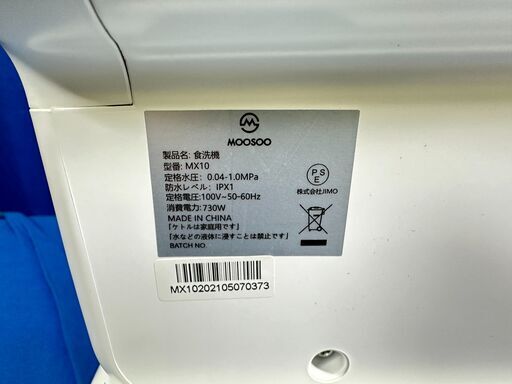 MOOSOO
製品名: 食洗機
型番: MX10
定格水圧: 0.04-1.0MPa
防水レベル: IPX1
定格電圧:100V~50-60Hz
消費電力:730W
MADE IN CHINA
「ケトルは家庭用です」
「水などの液体に浸すことは禁止です」
BATCH NO.
P S
E
株式会社JIMO
MX10202105070373